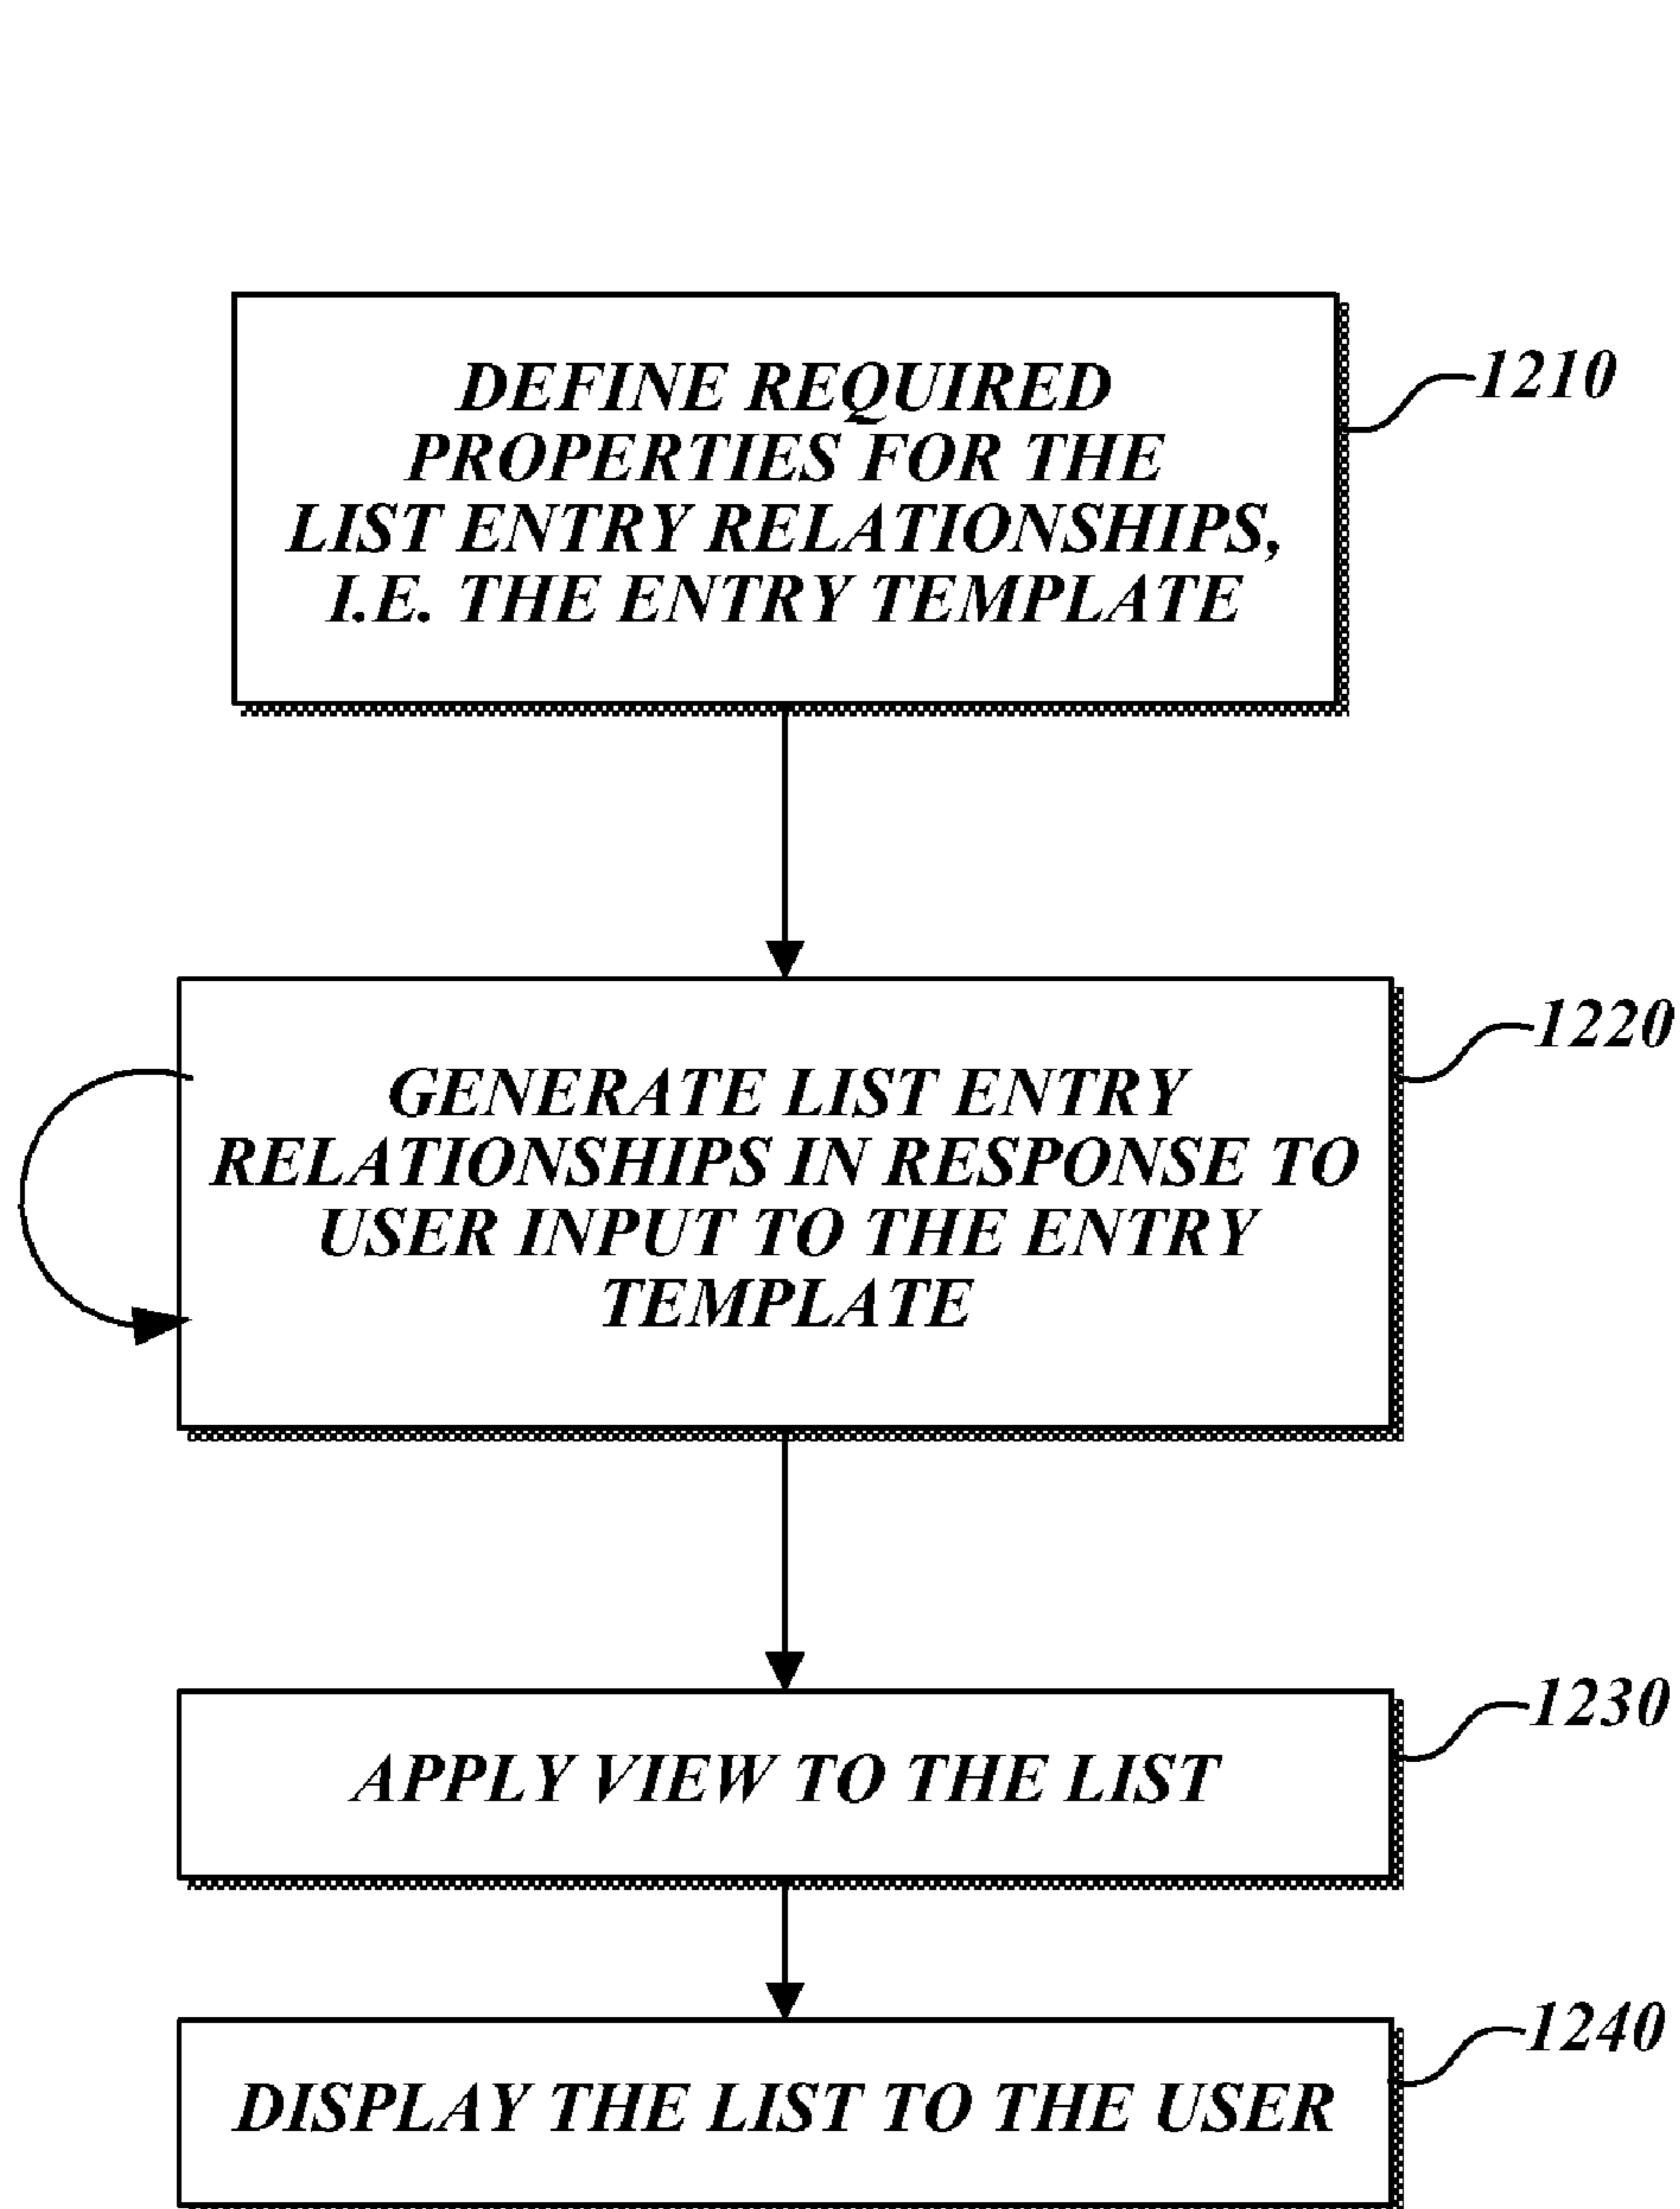 DEFINE REQUIRED
PROPERTIES FOR THE
LIST ENTRY RELATIONSHIPS,
I.E. THE ENTRY TEMPLATE
1210
GENERATE LIST ENTRY
RELATIONSHIPS IN RESPONSE TO
USER INPUT TO THE ENTRY
TEMPLATE
1220
APPLY VIEW TO THE LIST
1230
DISPLAY THE LIST TO THE USER
1240